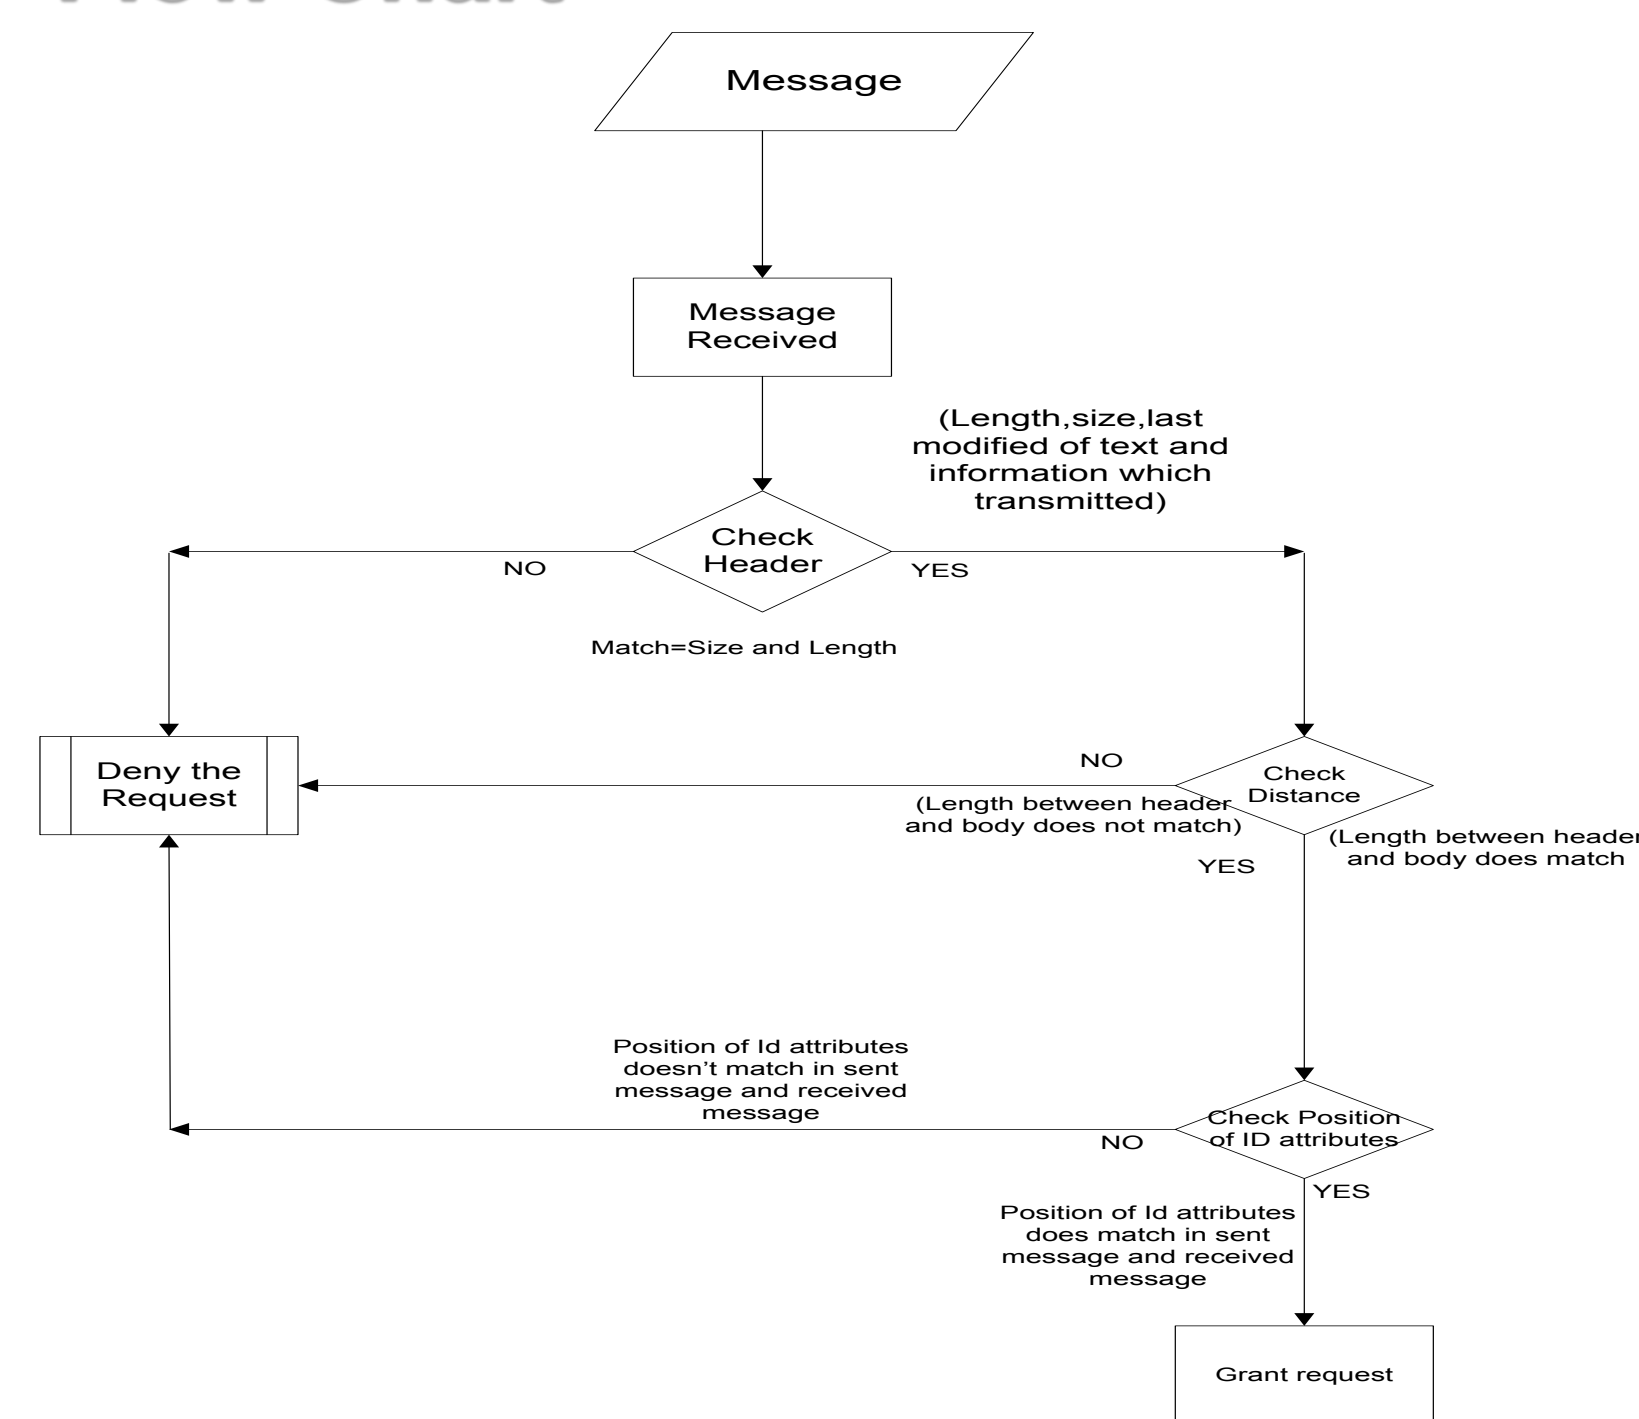 Flow Chart
Message
Message
Received
(Length,size,last
modified of text and
information which
transmitted)
Check
Header
NO
YES
Match=Size and Length
Deny the
Request
NO
Check
Distance
(Length between header
and body does not match)
(Length between header
and body does match
YES
Position of Id attributes
doesn’t match in sent
message and received
message
Check Position
of ID attributes
NO
YES
Position of Id attributes
does match in sent
message and received
message
Grant request